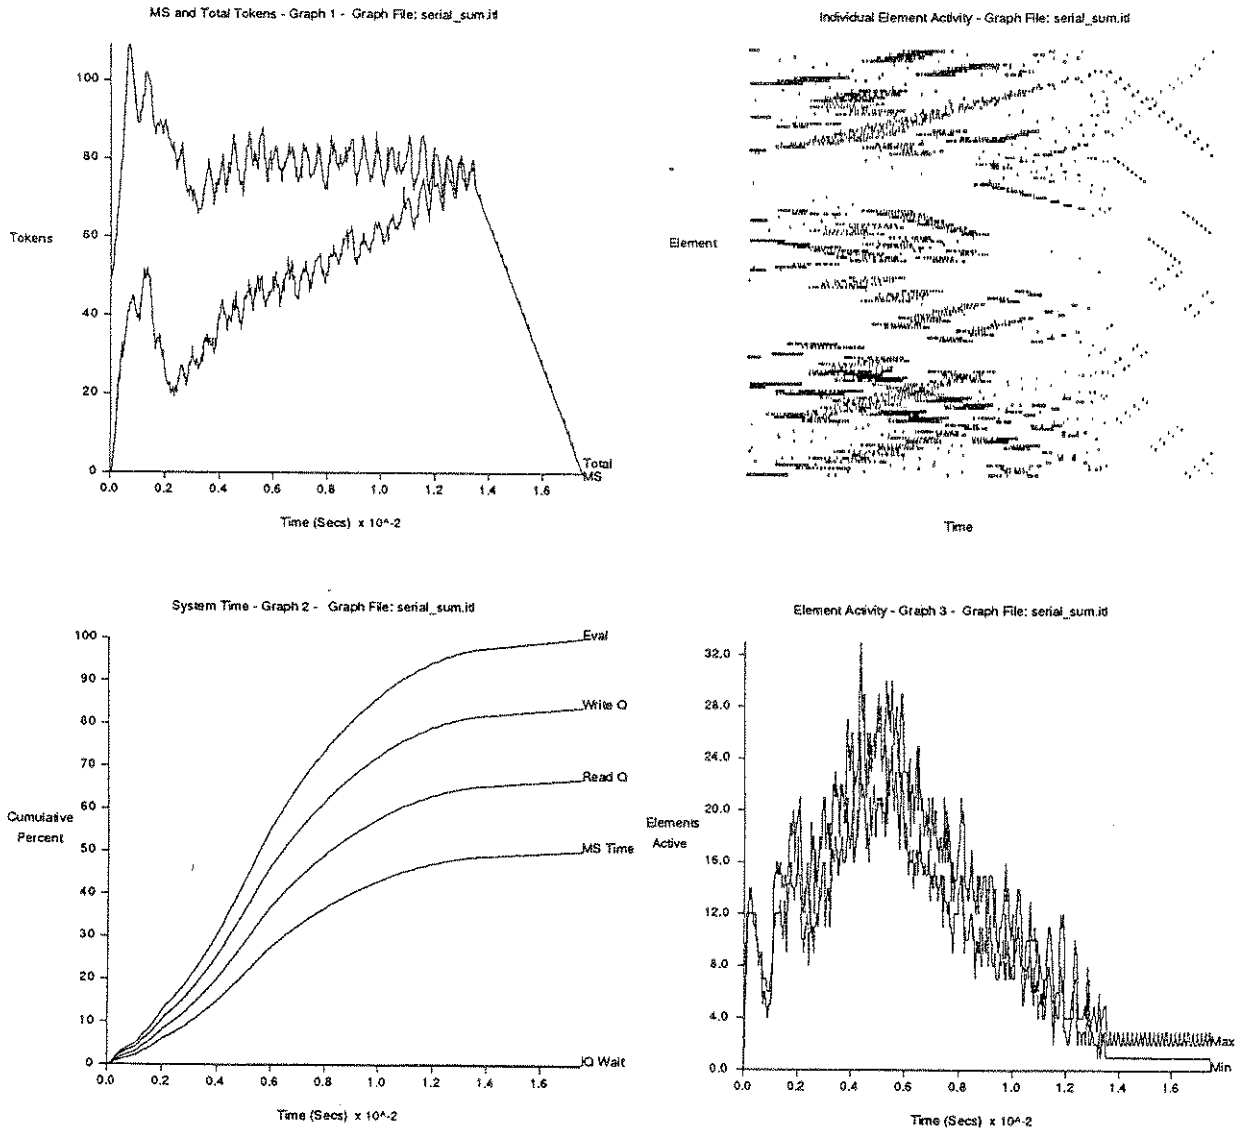 MS and Total Tokens - Graph 1 - Graph File: serial_sum.itl
100
80
Tokens
60
40
20
0
Total
MS
0.0 0.2 0.4 0.6 0.8 1.0 1.2 1.4 1.6
Time (Secs) x 10^-2
Individual Element Activity - Graph File: serial_sum.itl
Element
Time
System Time - Graph 2 - Graph File: serial_sum.itl
100
90
80
70
60
Cumulative
Percent
50
40
30
20
10
0
Eval
Write Q
Read Q
MS Time
Q Wait
0.0 0.2 0.4 0.6 0.8 1.0 1.2 1.4 1.6
Time (Secs) x 10^-2
Element Activity - Graph 3 - Graph File: serial_sum.itl
32.0
28.0
24.0
20.0
Elements
Active
16.0
12.0
8.0
4.0
0.0
Max
Min
0.0 0.2 0.4 0.6 0.8 1.0 1.2 1.4 1.6
Time (Secs) x 10^-2